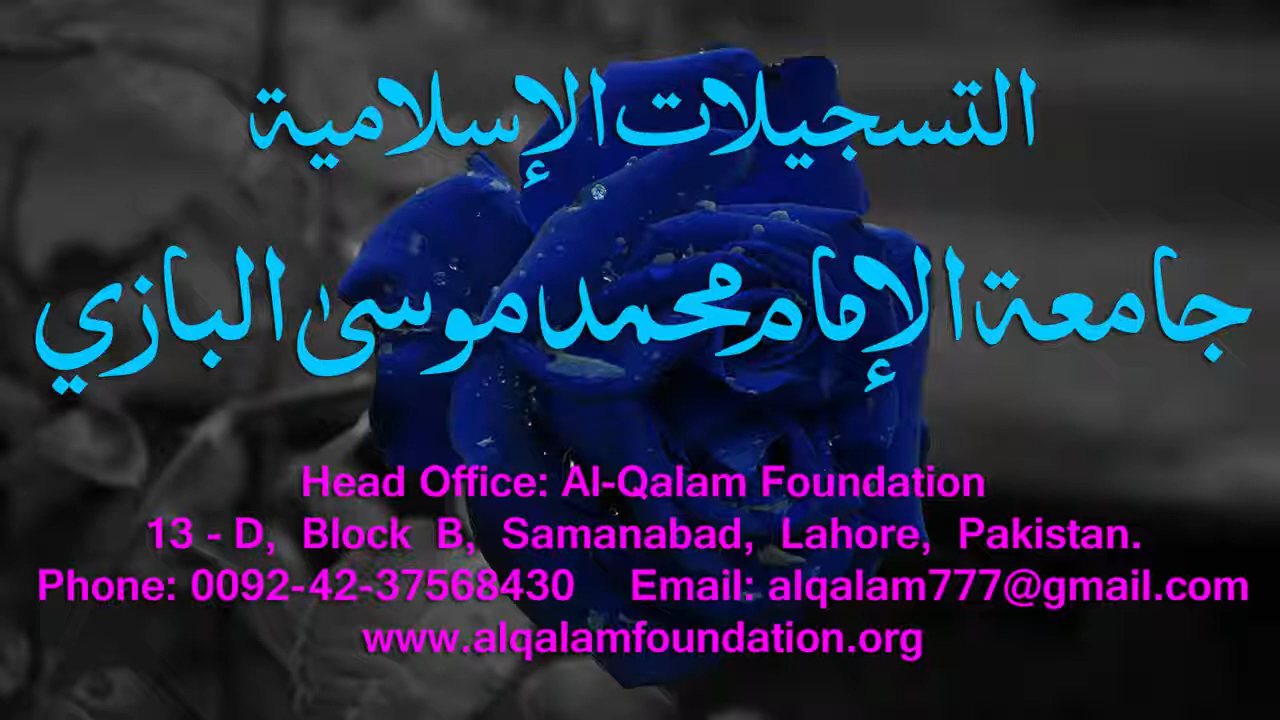 التسجيلات الإسلامية
جامعة الإمام محمد موسىٰ البازي
Head Office: Al-Qalam Foundation
13 - D, Block B, Samanabad, Lahore, Pakistan.
Phone: 0092-42-37568430 Email: alqalam777@gmail.com
www.alqalamfoundation.org